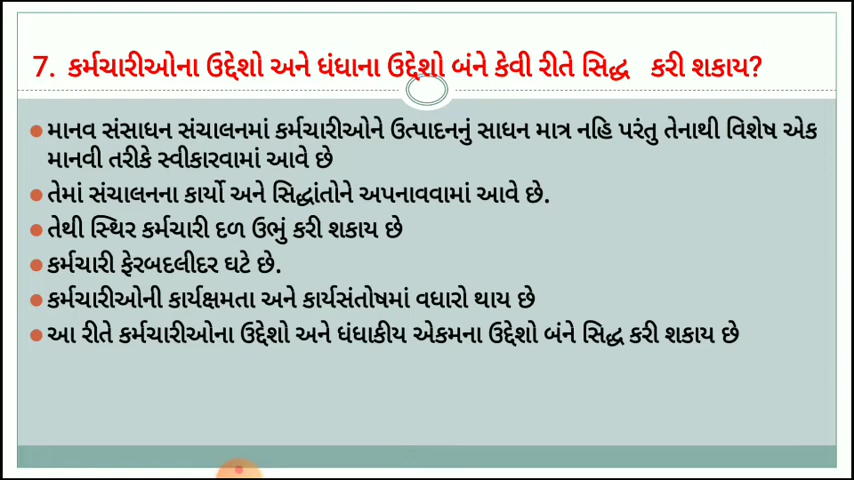 7. કર્મચારીઓના ઉદ્દેશો અને ધંધાના ઉદ્દેશો બંને કેવી રીતે સિદ્ધ કરી શકાય?
માનવ સંસાધન સંચાલનમાં કર્મચારીઓને ઉત્પાદનનું સાધન માત્ર નહિ પરંતુ તેનાથી વિશેષ એક
માનવી તરીકે સ્વીકારવામાં આવે છે
તેમાં સંચાલનના કાર્યો અને સિદ્ધાંતોને અપનાવવામાં આવે છે.
તેથી સ્થિર કર્મચારી દળ ઉભું કરી શકાય છે
કર્મચારી ફેરબદલીદર ઘટે છે.
કર્મચારીઓની કાર્યક્ષમતા અને કાર્યસંતોષમાં વધારો થાય છે
આ રીતે કર્મચારીઓના ઉદ્દેશો અને ધંધાકીય એકમના ઉદ્દેશો બંને સિદ્ધ કરી શકાય છે